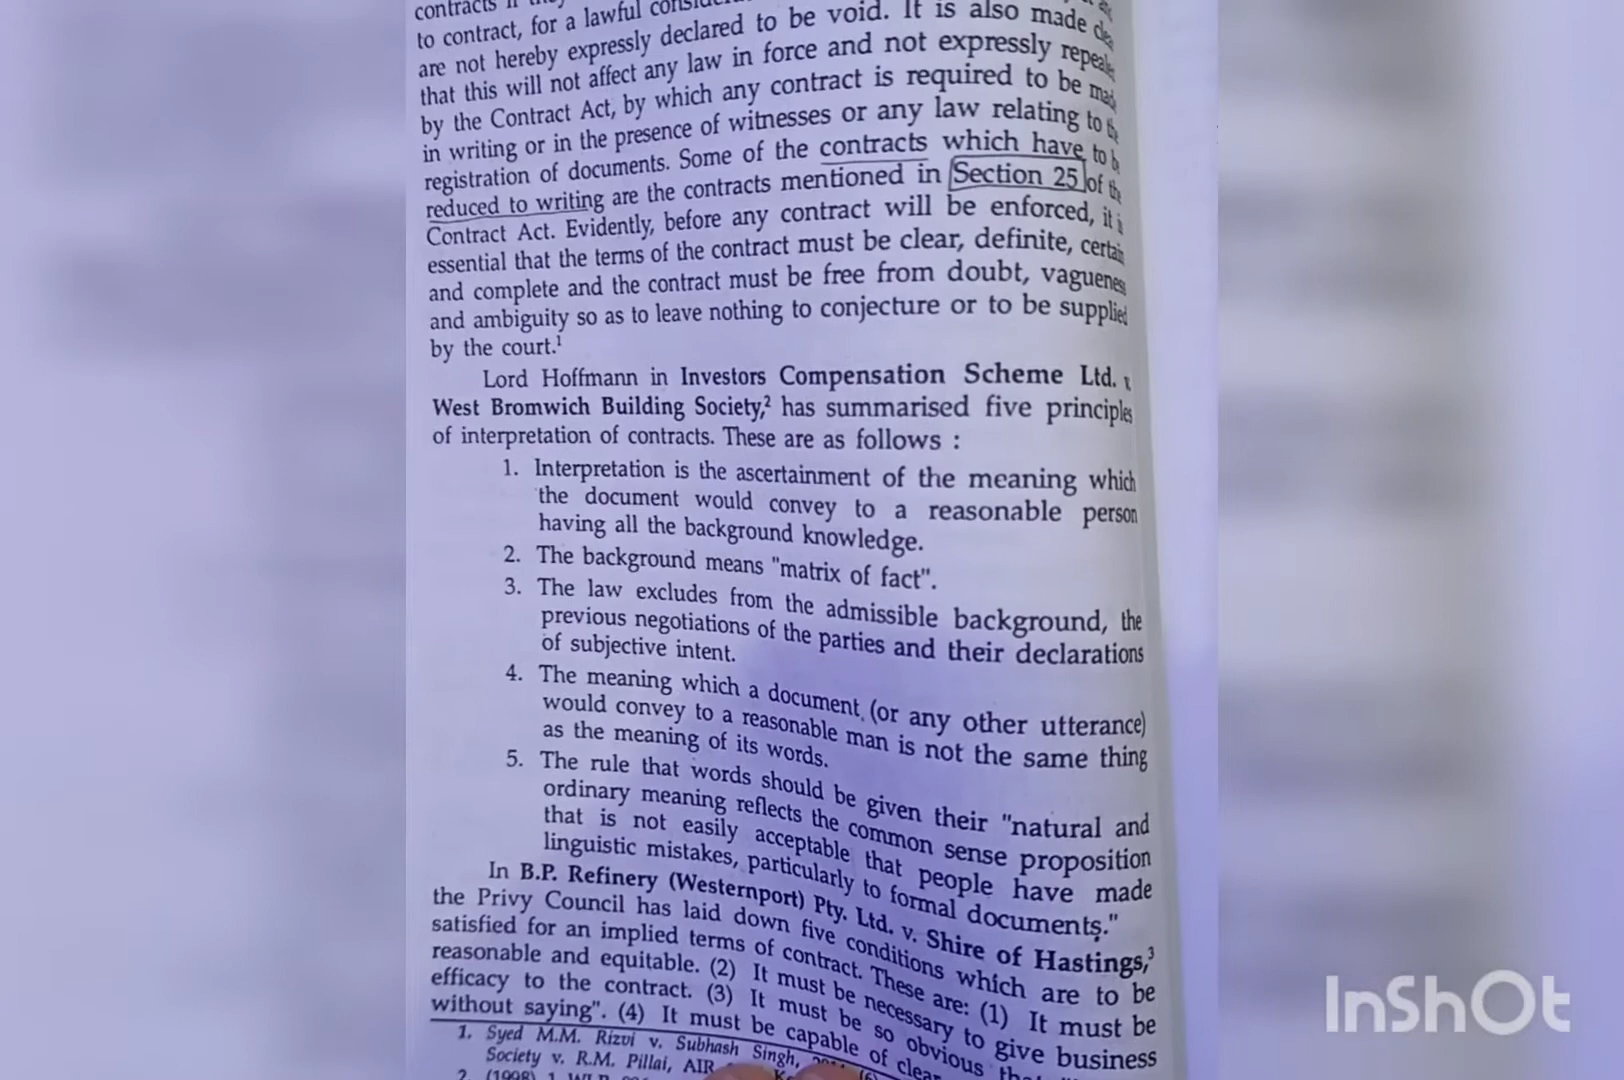 contracts if
to contract, for a lawful
are not hereby expressly declared to be void. It is also made
that this will not affect any law in force and not expressly
by the Contract Act, by which any contract is required to be
in writing or in the presence of witnesses or any law relating to
registration of documents. Some of the contracts which have to
reduced to writing are the contracts mentioned in Section 25 of
Contract Act. Evidently, before any contract will be enforced, it
essential that the terms of the contract must be clear, definite, certain
and complete and the contract must be free from doubt, vagueness
and ambiguity so as to leave nothing to conjecture or to be supplied
by the court.1
Lord Hoffmann in Investors Compensation Scheme Ltd. v.
West Bromwich Building Society,2 has summarised five principles
of interpretation of contracts. These are as follows :
1. Interpretation is the ascertainment of the meaning which
the document would convey to a reasonable person
having all the background knowledge.
2. The background means "matrix of fact".
3. The law excludes from the admissible background, the
previous negotiations of the parties and their declarations
of subjective intent.
4. The meaning which a document (or any other utterance)
would convey to a reasonable man is not the same thing
as the meaning of its words.
5. The rule that words should be given their "natural and
ordinary meaning reflects the common sense proposition
that is not easily acceptable that people have made
linguistic mistakes, particularly to formal documents."
In B.P. Refinery (Westernport) Pty. Ltd. v. Shire of Hastings,3
the Privy Council has laid down five conditions which are to be
satisfied for an implied terms of contract. These are: (1) It must be
reasonable and equitable. (2) It must be necessary to give business
efficacy to the contract. (3) It must be so obvious that
without saying". (4) It must be capable of clear
1. Syed M.M. Rizvi v. Subhash Singh,
Society v. R.M. Pillai, AIR
2. (1998) 1 WLR
InShOt